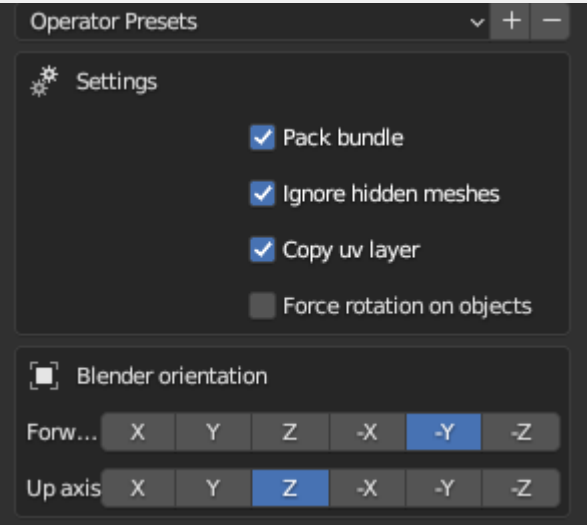 Operator Presets + −
Settings
Pack bundle
Ignore hidden meshes
Copy uv layer
Force rotation on objects
Blender orientation
Forw... X Y Z -X -Y -Z
Up axis X Y Z -X -Y -Z